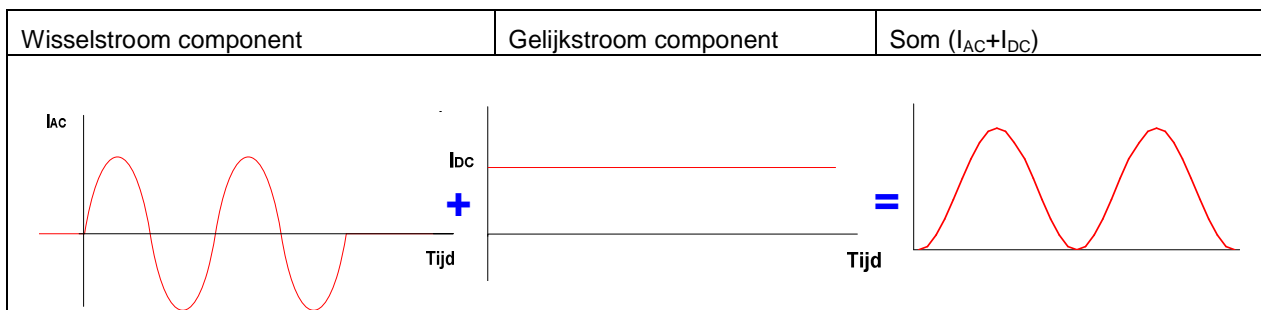 Wisselstroom component
Gelijkstroom component
Som (IAC+IDC)
IAC
IDC
+
=
Tijd
Tijd